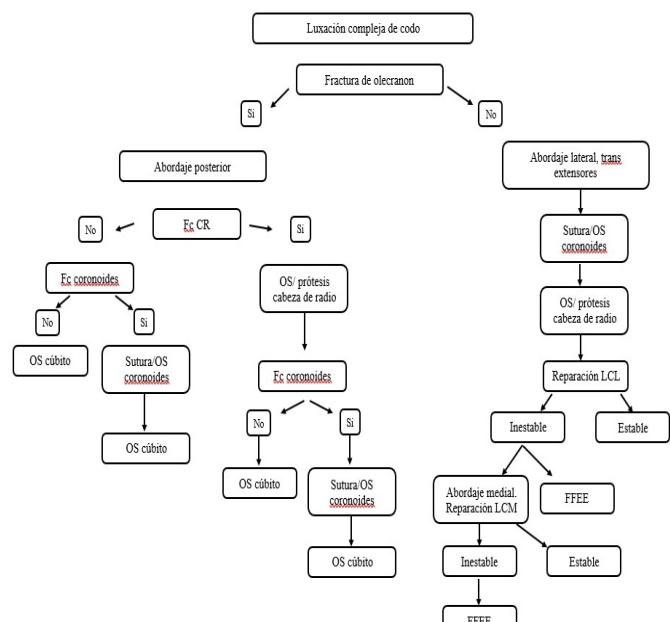 Luxación compleja de codo
Fractura de olecranon
Si
No
Abordaje posterior
Abordaje lateral, trans
extensores
No
Fc CR
Si
Sutura/OS
coronoides
Fc coronoides
OS/ prótesis
cabeza de radio
OS/ prótesis
cabeza de radio
No
Si
OS cúbito
Sutura/OS
coronoides
Fc coronoides
Reparación LCL
No
Si
Inestable
Estable
OS cúbito
OS cúbito
Sutura/OS
coronoides
Abordaje medial.
Reparación LCM
FFEE
OS cúbito
Inestable
Estable
FFEE